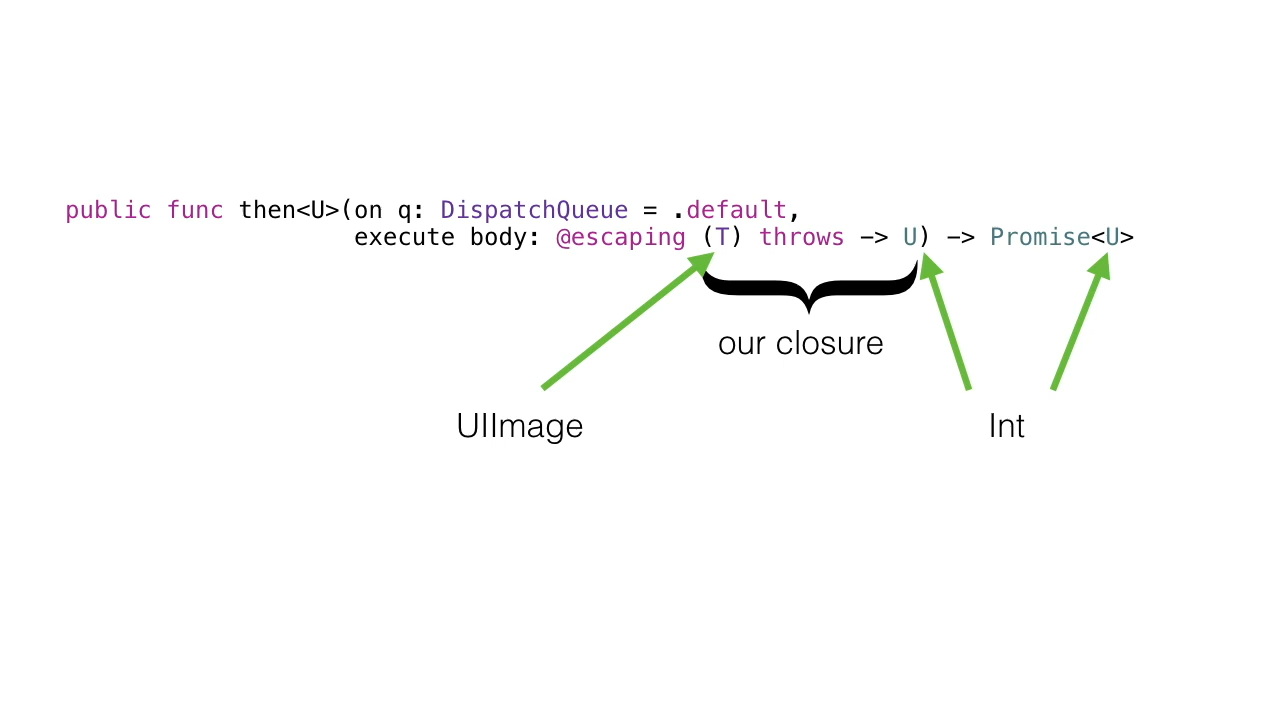 public func then<U>(on q: DispatchQueue = .default,
execute body: @escaping (T) throws -> U) -> Promise<U>
our closure
UIImage
Int